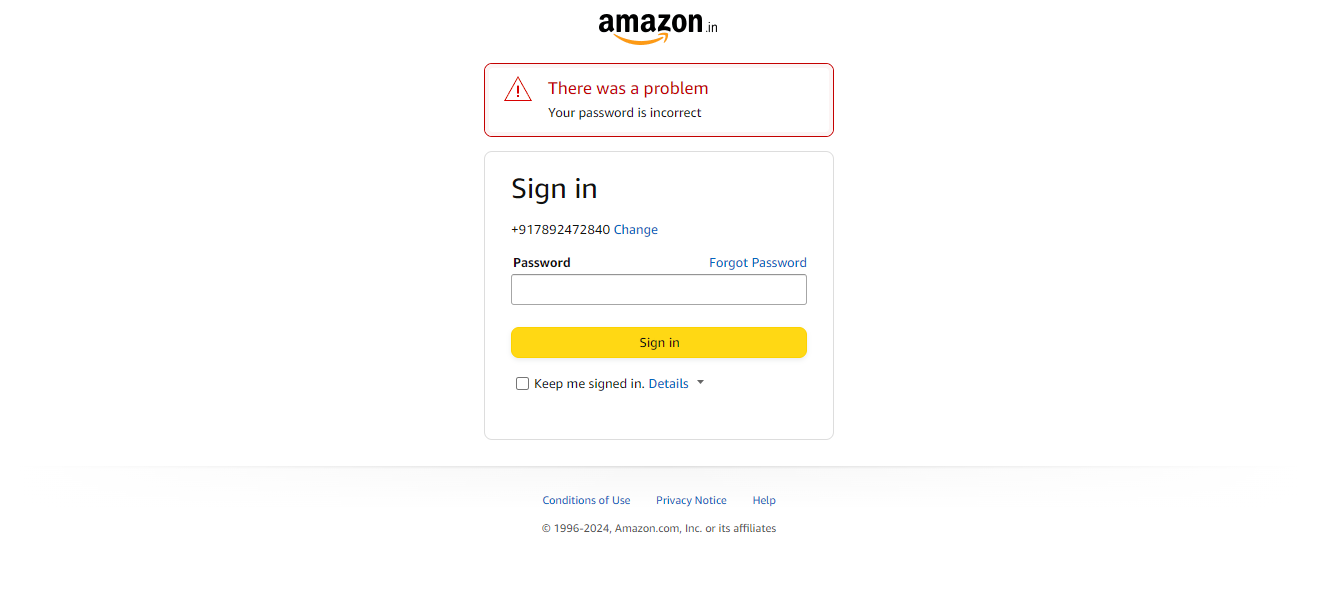 amazon.in
There was a problem
Your password is incorrect
Sign in
+917892472840 Change
Password Forgot Password
Sign in
Keep me signed in. Details
Conditions of Use Privacy Notice Help
© 1996-2024, Amazon.com, Inc. or its affiliates